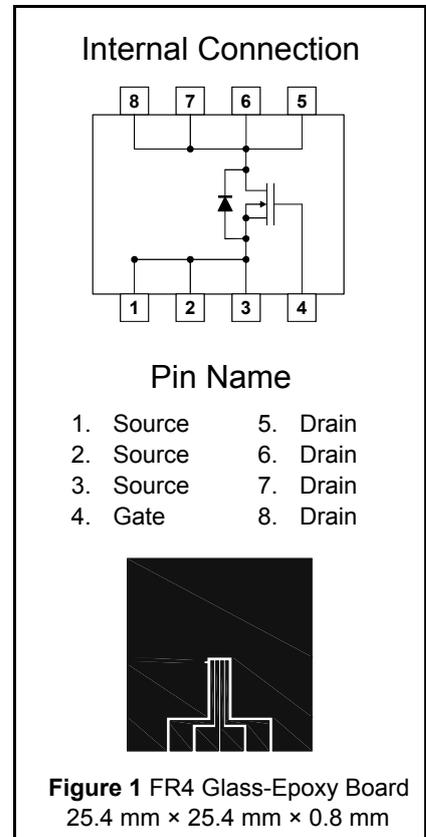 Internal Connection
8 7 6 5
1 2 3 4
Pin Name
1. Source 5. Drain
2. Source 6. Drain
3. Source 7. Drain
4. Gate 8. Drain
Figure 1 FR4 Glass-Epoxy Board
25.4 mm × 25.4 mm × 0.8 mm